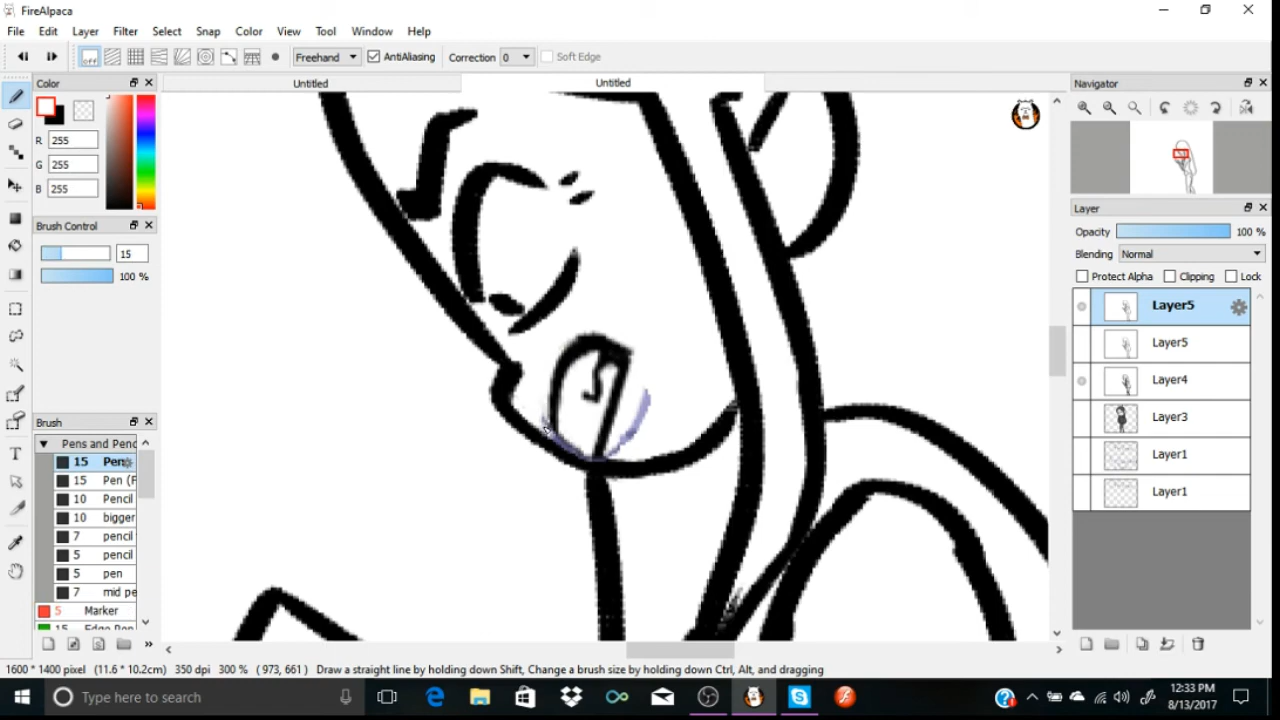 FireAlpaca
File Edit Layer Filter Select Snap Color View Tool Window Help
off Freehand AntiAliasing Correction 0 Soft Edge
Color
Untitled
Untitled
Navigator
R 255
G 255
B 255
Brush Control
15
100 %
Layer
Opacity 100 %
Blending Normal
Protect Alpha Clipping Lock
Layer5
Layer5
Layer4
Layer3
Layer1
Layer1
Brush
Pens and Penc
15 Pen
15 Pen (F
10 Pencil
10 bigger
7 pencil
5 pencil
5 pen
7 mid pe
5 Marker
15 Edge Pen
1600 * 1400 pixel (11.6 * 10.2cm) 350 dpi 300 % ( 973, 661 ) Draw a straight line by holding down Shift, Change a brush size by holding down Ctrl, Alt, and dragging
Type here to search
12:33 PM
8/13/2017